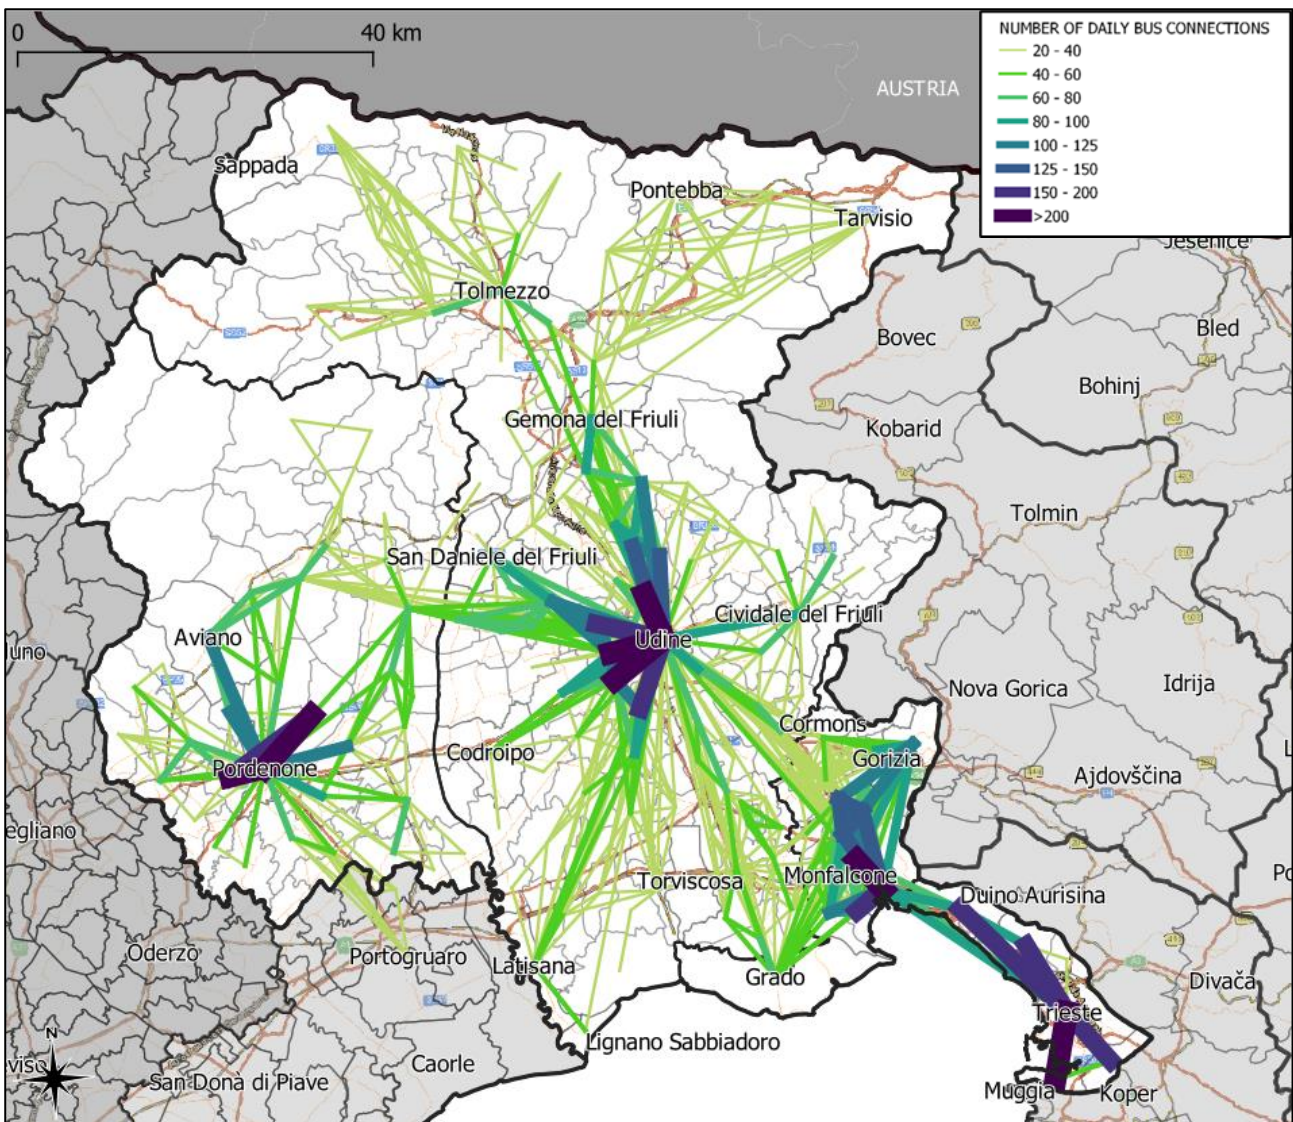 0 40 km
NUMBER OF DAILY BUS CONNECTIONS
20 - 40
40 - 60
60 - 80
80 - 100
100 - 125
125 - 150
150 - 200
>200
AUSTRIA
Sappada
Pontebba
Tarvisio
Jesenice
Tolmezzo
Bovec
Bled
Bohinj
Gemona del Friuli
Kobarid
Tolmin
San Daniele del Friuli
Cividale del Friuli
Aviano
Udine
Nova Gorica
Idrija
Cormons
Codroipo
Gorizia
Pordenone
Ajdovščina
egliano
Torviscosa
Monfalcone
Duino Aurisina
Oderzo
Portogruaro
Latisana
Grado
Divača
Trieste
N
Lignano Sabbiadoro
Caorle
San Donà di Piave
Muggia
Koper